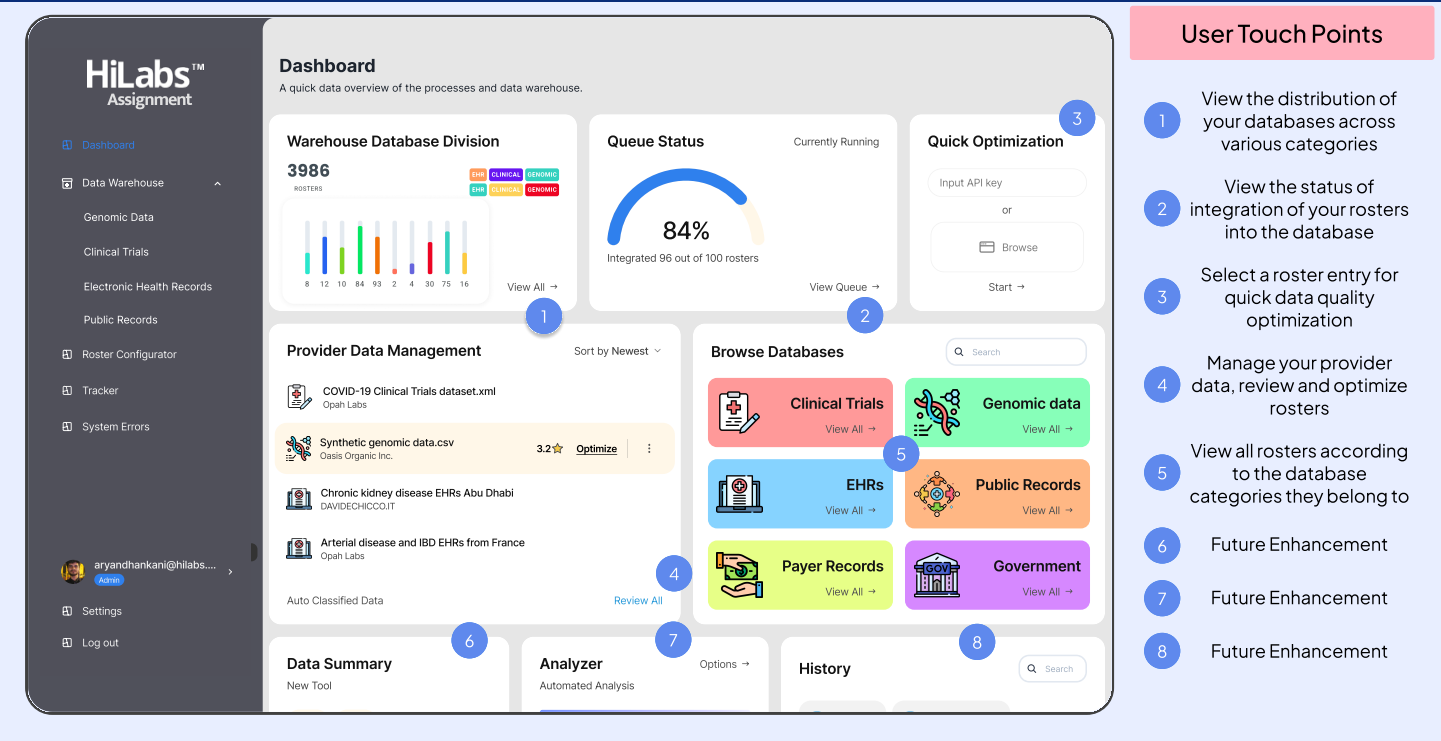 HiLabs™
Assignment
Dashboard
Data Warehouse
Genomic Data
Clinical Trials
Electronic Health Records
Public Records
Roster Configurator
Tracker
System Errors
aryandhankani@hilabs....
Admin
Settings
Log out
Dashboard
A quick data overview of the processes and data warehouse.
Warehouse Database Division
3986
ROSTERS
EHR CLINICAL GENOMIC
EHR CLINICAL GENOMIC
8 12 10 84 93 2 4 30 75 16
View All →
1
Queue Status
Currently Running
84%
Integrated 96 out of 100 rosters
View Queue →
2
3
Quick Optimization
Input API key
or
Browse
Start →
Provider Data Management
Sort by Newest
COVID-19 Clinical Trials dataset.xml
Opah Labs
Synthetic genomic data.csv
Oasis Organic Inc.
3.2
Optimize
Chronic kidney disease EHRs Abu Dhabi
DAVIDECHICCO.IT
Arterial disease and IBD EHRs from France
Opah Labs
4
Auto Classified Data
Review All
Browse Databases
Search
Clinical Trials
View All →
Genomic data
View All →
5
EHRs
View All →
Public Records
View All →
Payer Records
View All →
GOV
Government
View All →
6
Data Summary
New Tool
7
Analyzer
Options →
Automated Analysis
8
History
Search
User Touch Points
1
View the distribution of
your databases across
various categories
2
View the status of
integration of your rosters
into the database
3
Select a roster entry for
quick data quality
optimization
4
Manage your provider
data, review and optimize
rosters
5
View all rosters according
to the database
categories they belong to
6
Future Enhancement
7
Future Enhancement
8
Future Enhancement